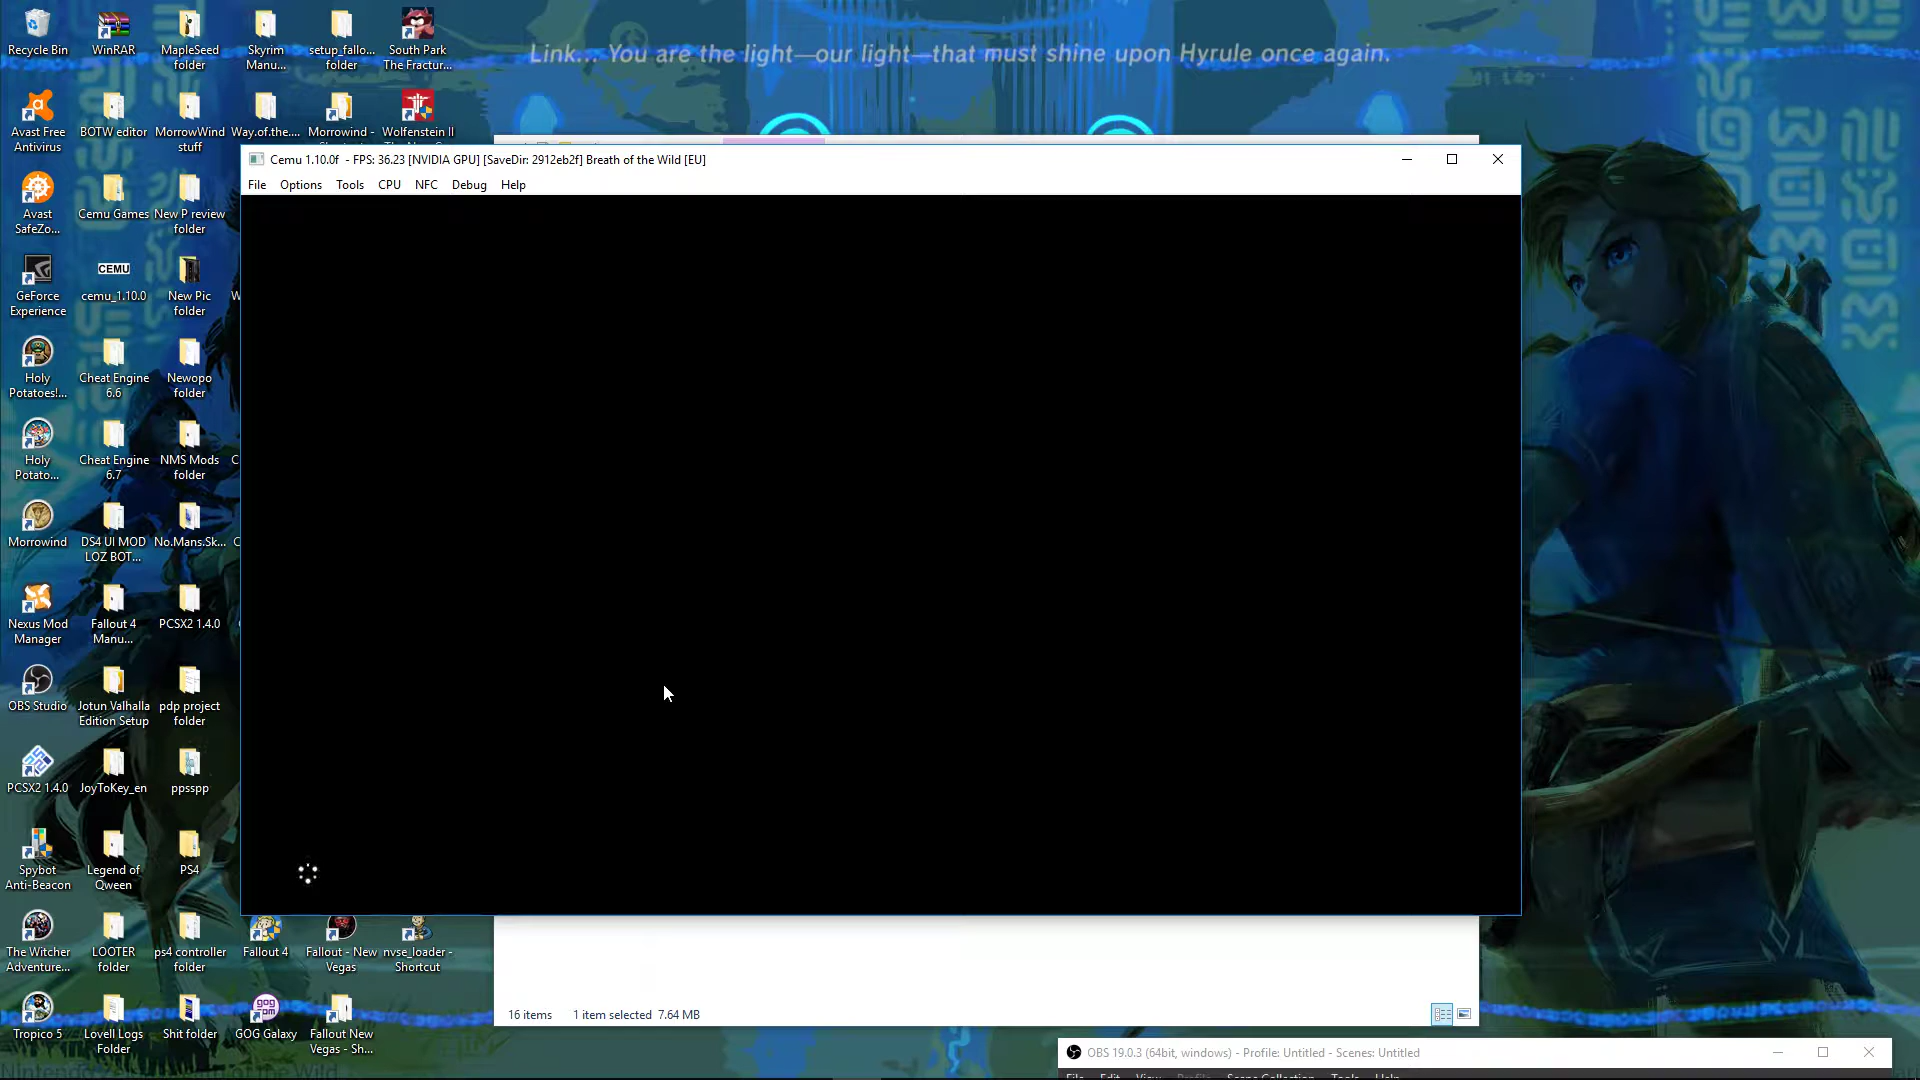 Link... You are the light—our light—that must shine upon Hyrule once again.
Recycle Bin
WinRAR
MapleSeed
folder
Skyrim
Manu...
setup_fallo...
folder
South Park
The Fractur...
Avast Free
Antivirus
BOTW editor
MorrowWind
stuff
Way.of.the....
Morrowind -
Wolfenstein II
Cemu 1.10.0f - FPS: 36.23 [NVIDIA GPU] [SaveDir: 2912eb2f] Breath of the Wild [EU]
File Options Tools CPU NFC Debug Help
Avast
SafeZo...
Cemu Games
New P review
folder
GeForce
Experience
CEMU
cemu_1.10.0
New Pic
folder
Holy
Potatoes!...
Cheat Engine
6.6
Newopo
folder
Holy
Potato...
Cheat Engine
6.7
NMS Mods
folder
Morrowind
DS4 UI MOD
LOZ BOT...
No.Mans.Sk...
Nexus Mod
Manager
Fallout 4
Manu...
PCSX2 1.4.0
OBS Studio
Jotun Valhalla
Edition Setup
pdp project
folder
PCSX2 1.4.0
JoyToKey_en
ppsspp
Spybot
Anti-Beacon
Legend of
Qween
PS4
The Witcher
Adventure...
LOOTER
folder
ps4 controller
folder
Fallout 4
Fallout - New
Vegas
nvse_loader -
Shortcut
Tropico 5
Lovell Logs
Folder
Shit folder
GOG Galaxy
Fallout New
Vegas - Sh...
16 items 1 item selected 7.64 MB
OBS 19.0.3 (64bit, windows) - Profile: Untitled - Scenes: Untitled
File Edit View Profile Scene Collection Tools Help